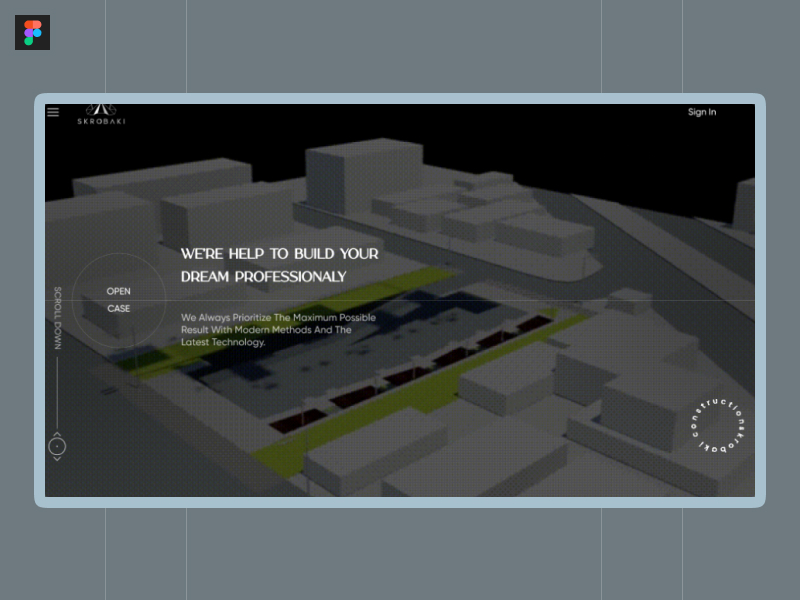 SKROBAKI
Sign In
WE'RE HELP TO BUILD YOUR
DREAM PROFESSIONALY
OPEN
CASE
We Always Prioritize The Maximum Possible
Result With Modern Methods And The
Latest Technology.
SCROLL DOWN
constructionskrobaki